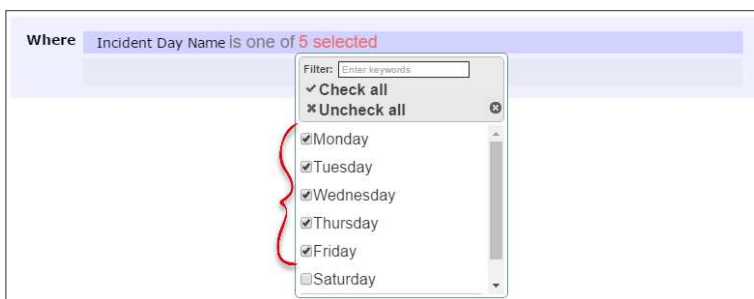 Where Incident Day Name is one of 5 selected
Filter: Enter keywords
Check all
Uncheck all
Monday
Tuesday
Wednesday
Thursday
Friday
Saturday